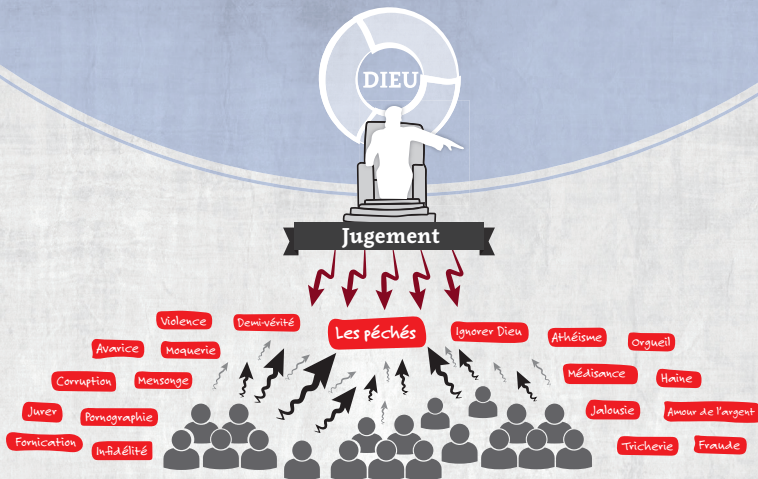 DIEU
Jugement
Violence
Demi-vérité
Les péchés
Ignorer Dieu
Athéisme
Orgueil
Avarice
Moquerie
Corruption
Mensonge
Médisance
Haine
Jurer
Pornographie
Jalousie
Amour de l'argent
Fornication
Infidélité
Tricherie
Fraude